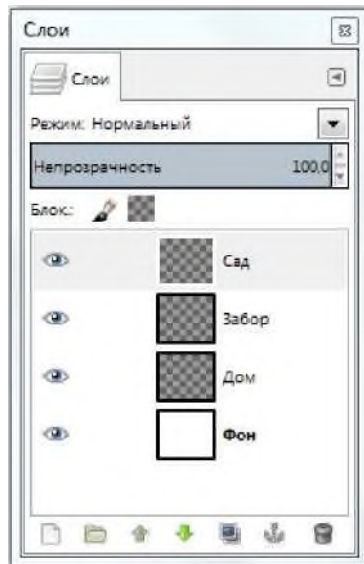 Слои
Слои
Режим: Нормальный
Непрозрачность 100,0
Блок.:
Сад
Забор
Дом
Фон